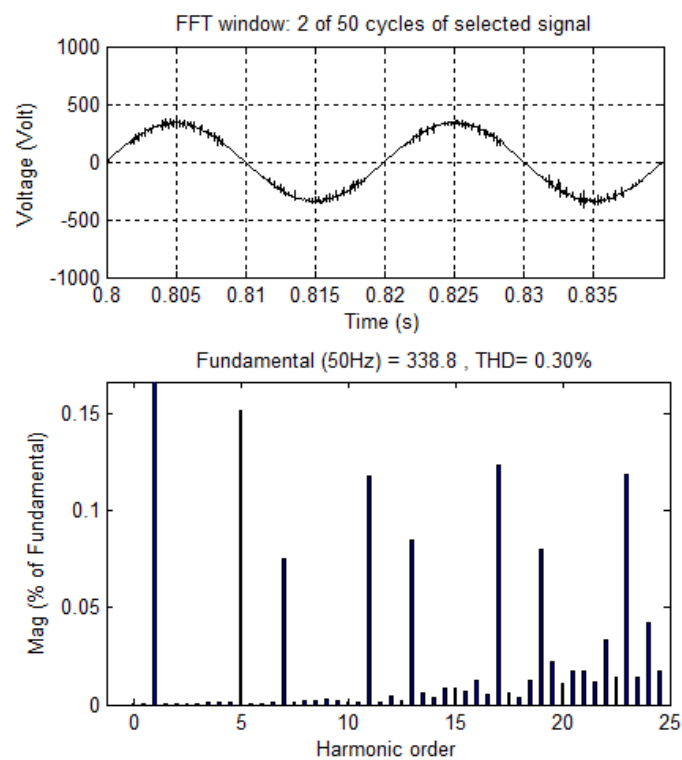 FFT window: 2 of 50 cycles of selected signal
1000
500
0
-500
-1000
Voltage (Volt)
0.8 0.805 0.81 0.815 0.82 0.825 0.83 0.835
Time (s)
Fundamental (50Hz) = 338.8 , THD= 0.30%
0.15
0.1
0.05
0
Mag (% of Fundamental)
0 5 10 15 20 25
Harmonic order